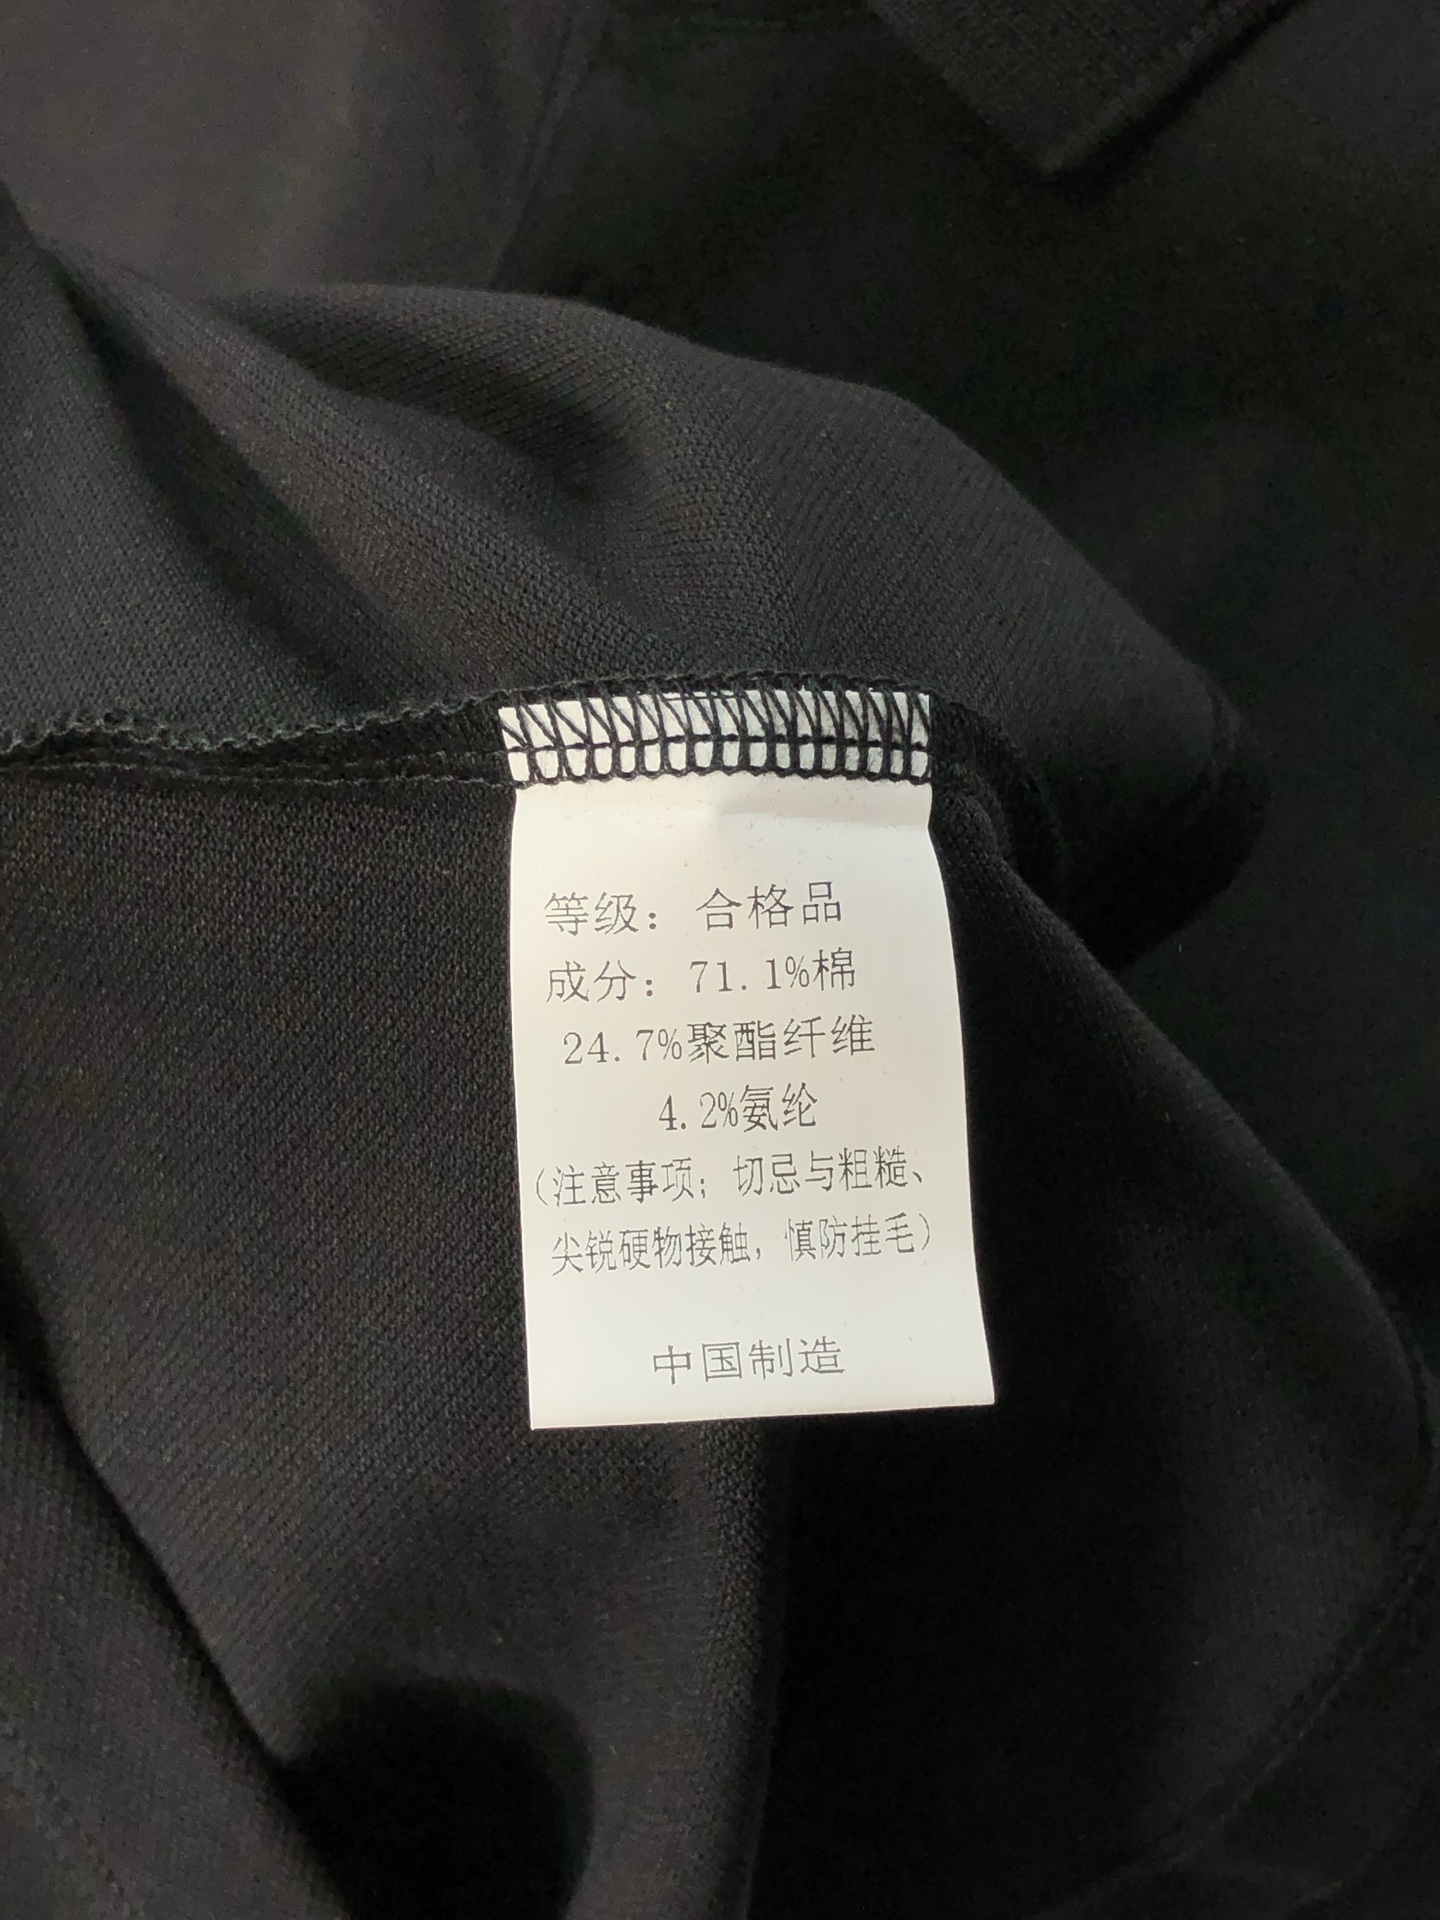 等级：合格品
成分：71.1%棉
24.7%聚酯纤维
4.2%氨纶
（注意事项；切忌与粗糙、
尖锐硬物接触，慎防挂毛）
中国制造